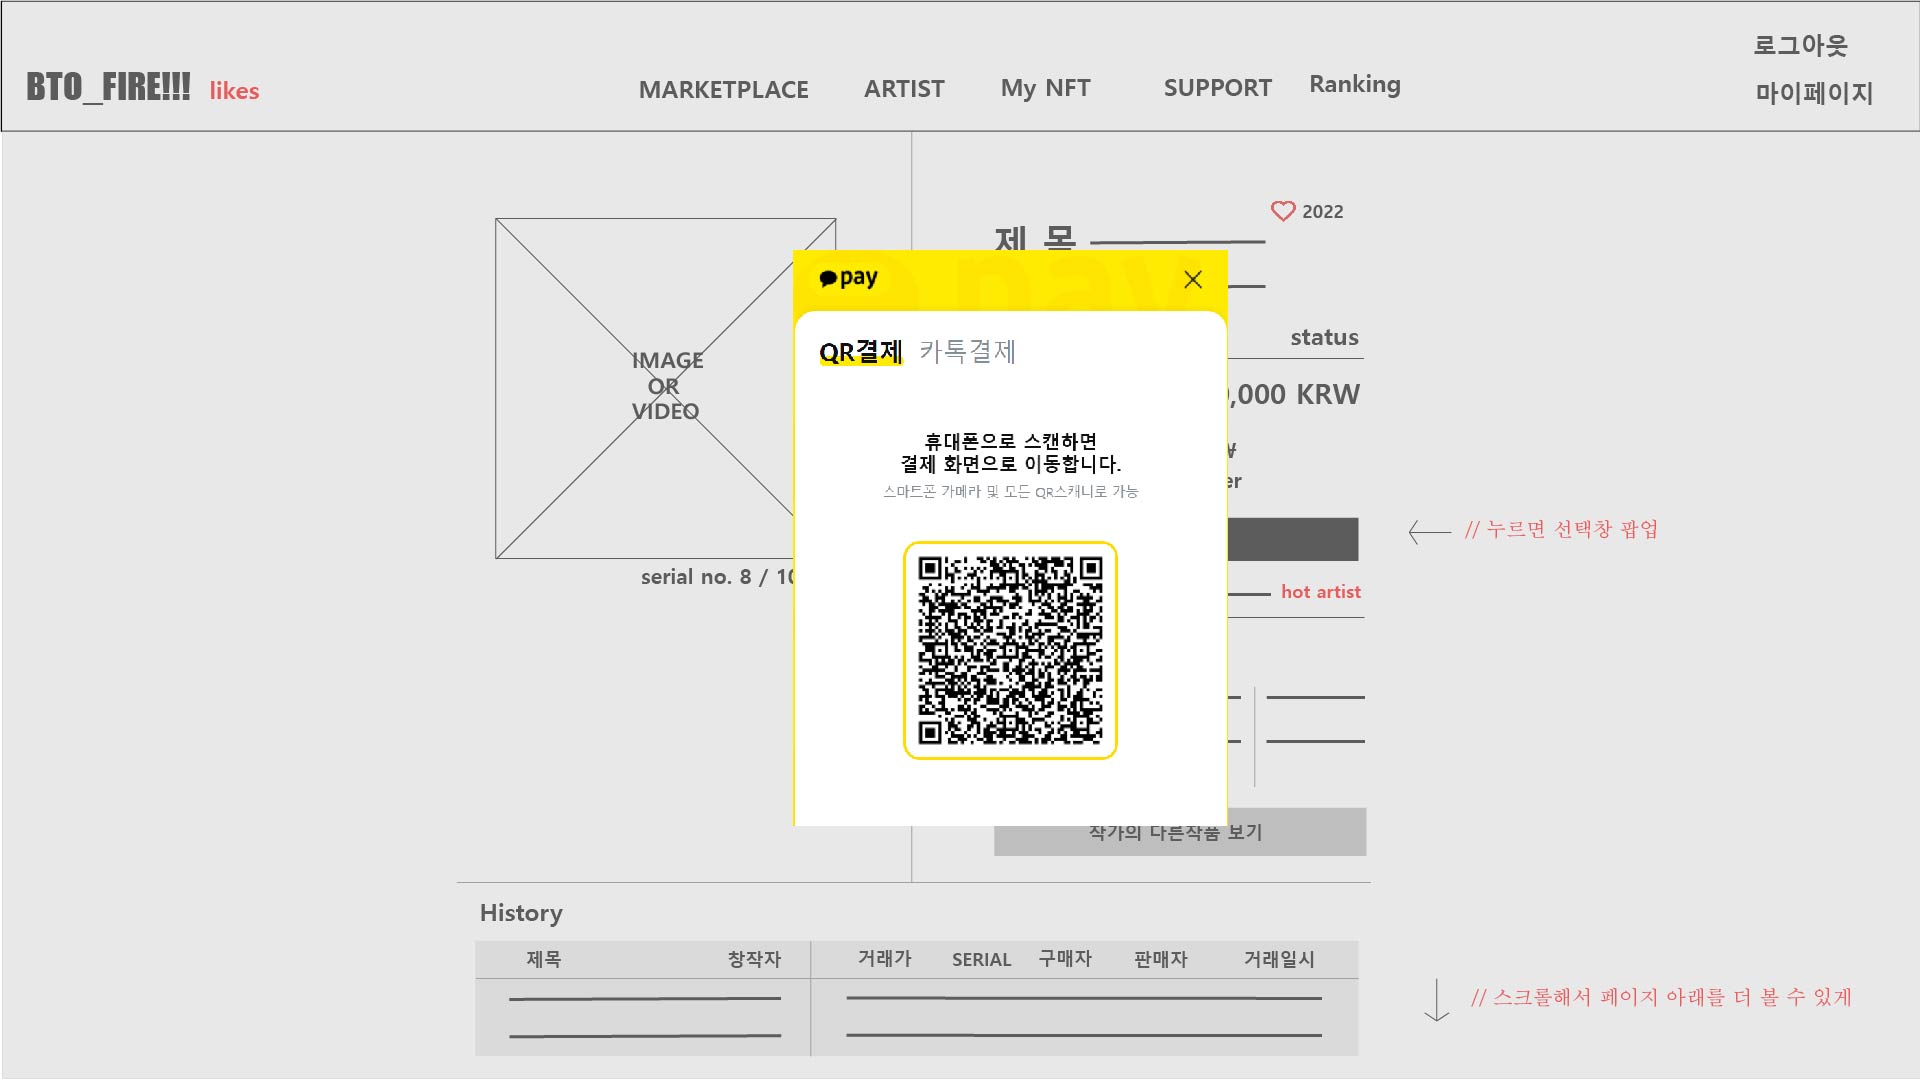 로그아웃
BTO_FIRE!!! likes MARKETPLACE ARTIST My NFT SUPPORT Ranking
마이페이지
2022
제 목
pay
status
QR결제 카톡결제
IMAGE
OR
VIDEO
,000 KRW
휴대폰으로 스캔하면
결제 화면으로 이동합니다.
스마트폰 카메라 및 모든 QR스캐너로 가능
er
// 누르면 선택창 팝업
serial no. 8 / 10
hot artist
작가의 다른작품 보기
History
제목 창작자 거래가 SERIAL 구매자 판매자 거래일시
// 스크롤해서 페이지 아래를 더 볼 수 있게